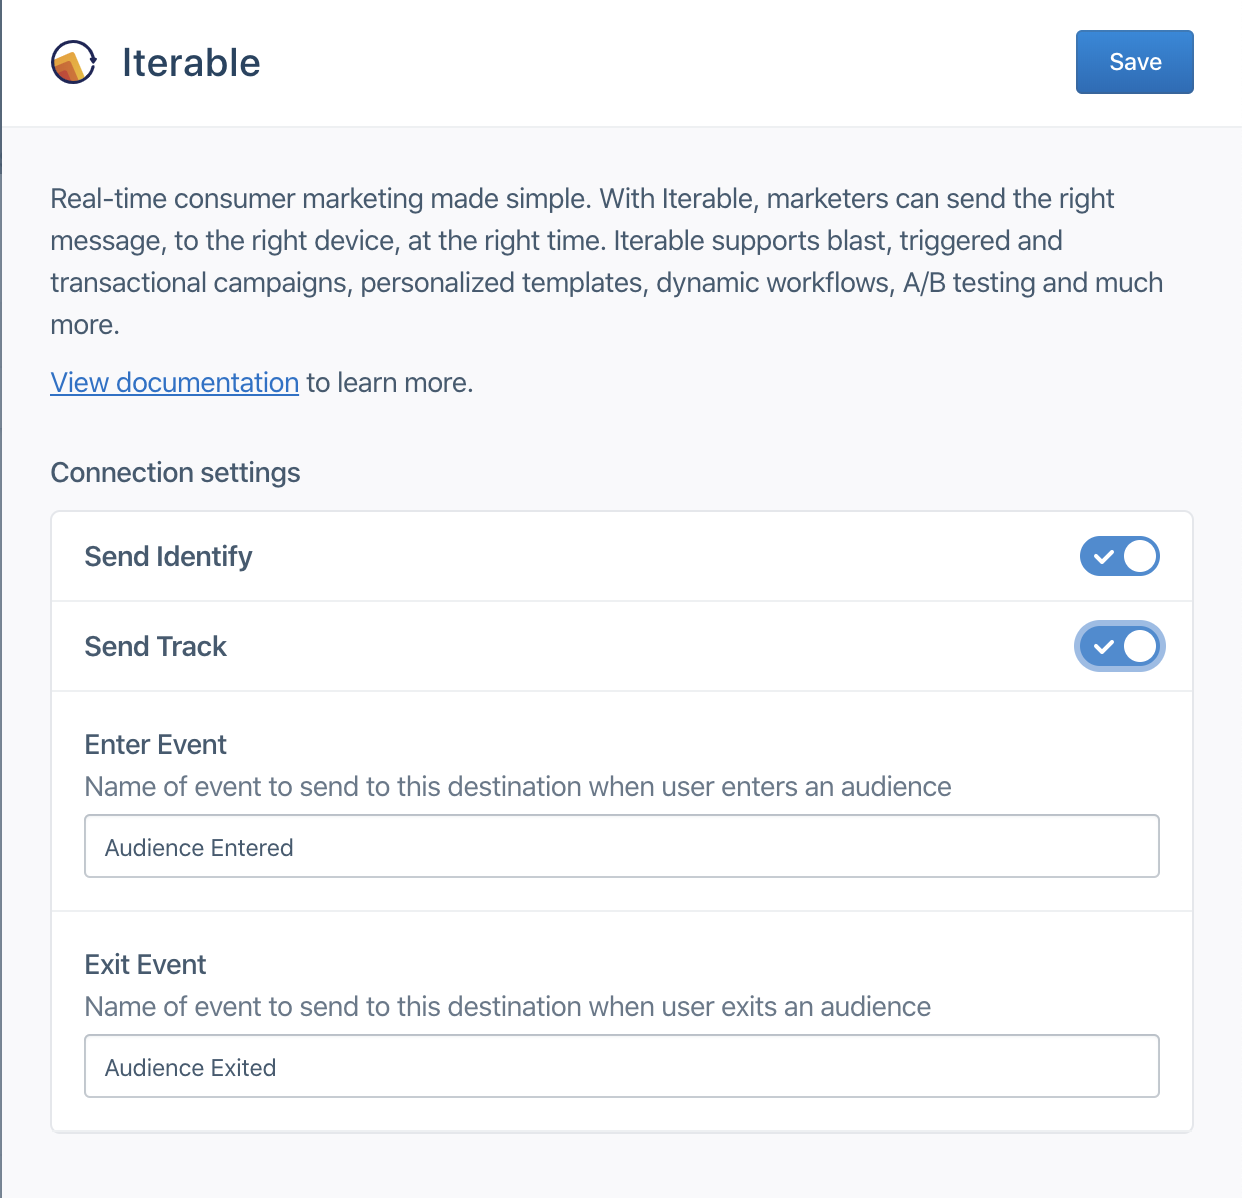 Iterable
Save
Real-time consumer marketing made simple. With Iterable, marketers can send the right
message, to the right device, at the right time. Iterable supports blast, triggered and
transactional campaigns, personalized templates, dynamic workflows, A/B testing and much
more.
View documentation to learn more.
Connection settings
Send Identify
Send Track
Enter Event
Name of event to send to this destination when user enters an audience
Audience Entered
Exit Event
Name of event to send to this destination when user exits an audience
Audience Exited